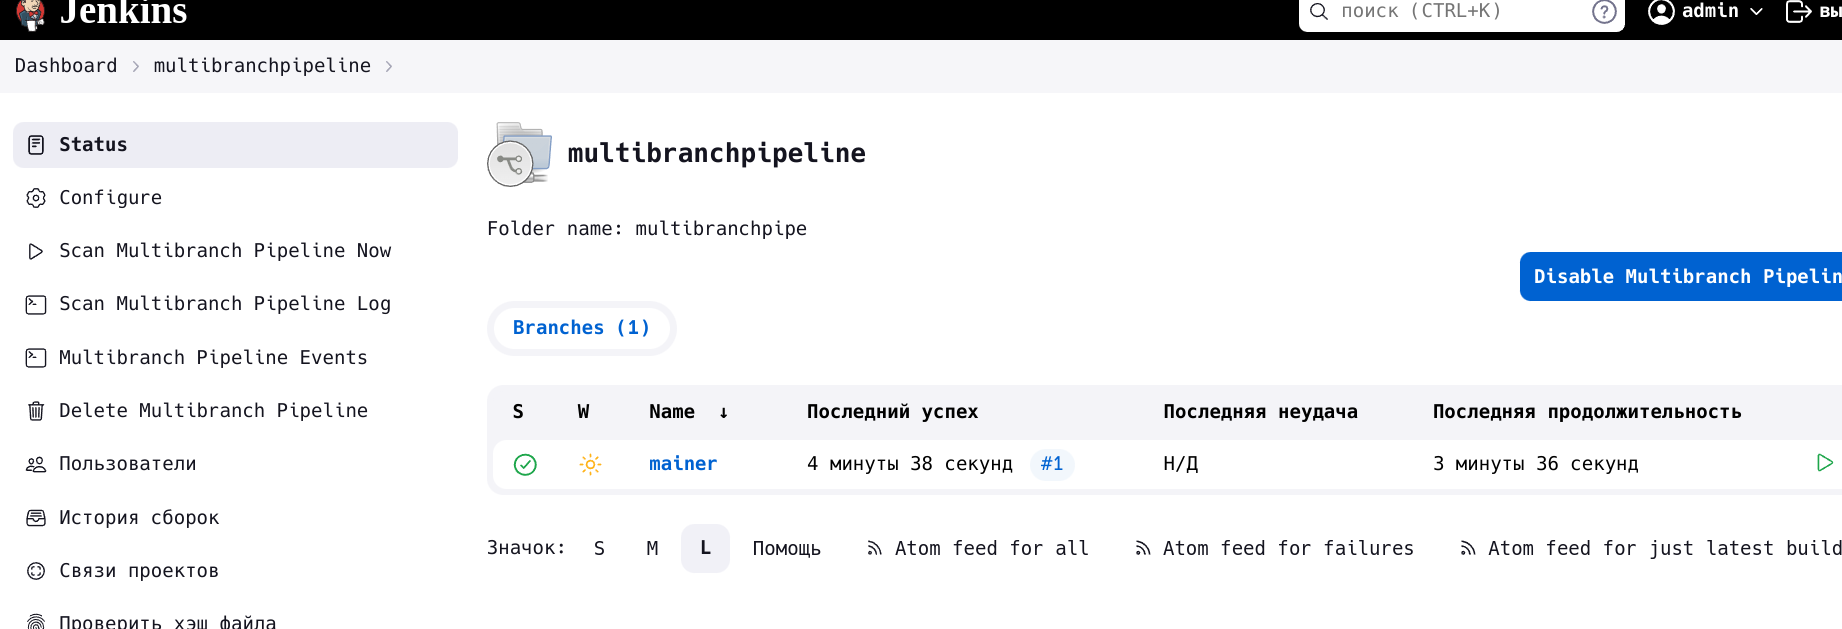 Jenkins
поиск (CTRL+K)
admin
Dashboard > multibranchpipeline >
Status
Configure
Scan Multibranch Pipeline Now
Scan Multibranch Pipeline Log
Multibranch Pipeline Events
Delete Multibranch Pipeline
Пользователи
История сборок
Связи проектов
Проверить хэш файла
multibranchpipeline
Folder name: multibranchpipe
Disable Multibranch Pipelin
Branches (1)
S W Name ↓ Последний успех Последняя неудача Последняя продолжительность
mainer 4 минуты 38 секунд #1 Н/Д 3 минуты 36 секунд
Значок: S M L Помощь Atom feed for all Atom feed for failures Atom feed for just latest build